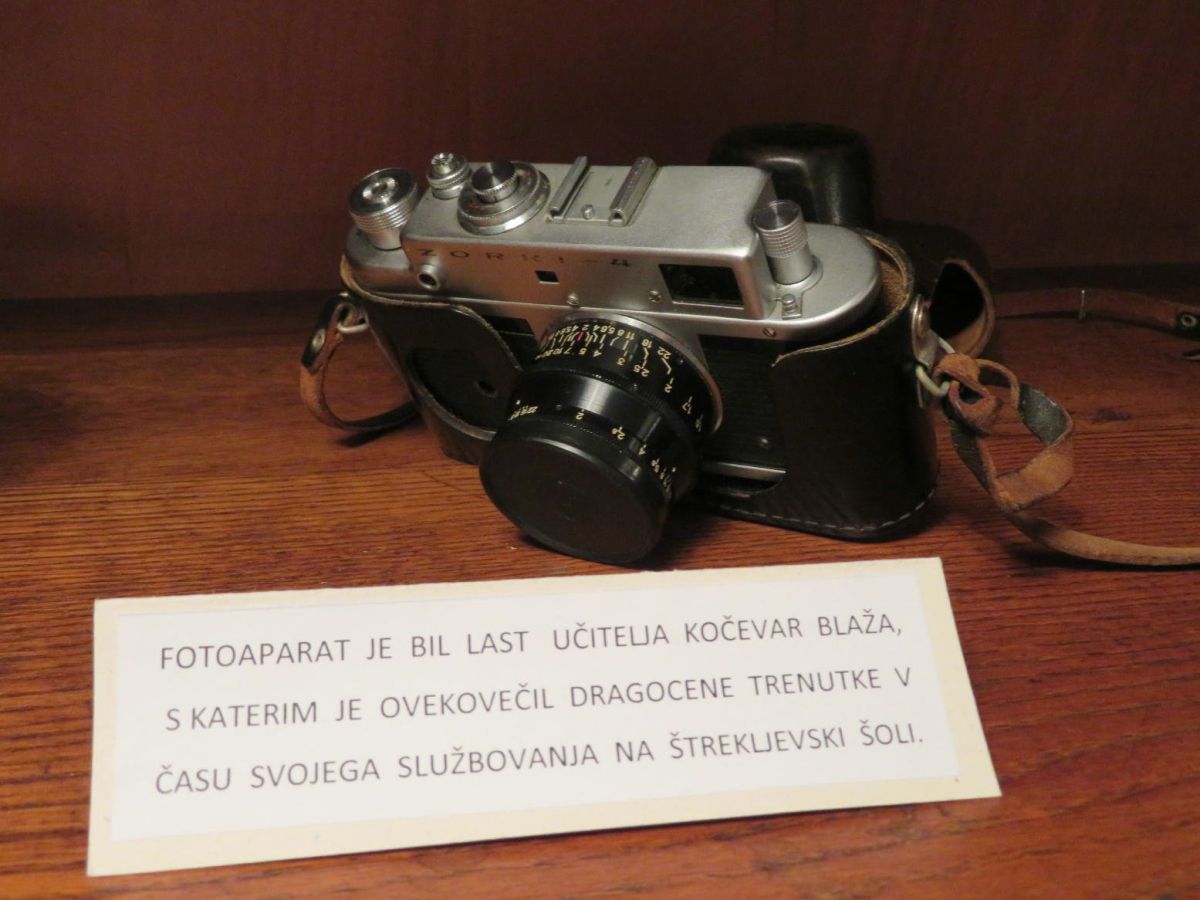 ZORKI-4
FOTOAPARAT JE BIL LAST UČITELJA KOČEVAR BLAŽA,
S KATERIM JE OVEKOVEČIL DRAGOCENE TRENUTKE V
ČASU SVOJEGA SLUŽBOVANJA NA ŠTREKLJEVSKI ŠOLI.